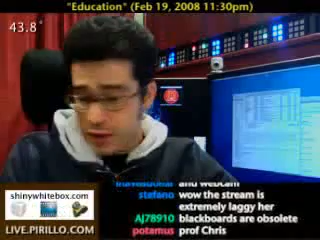 "Education" (Feb 19, 2008 11:30pm)
43.8°
and webcam
stefano wow the stream is
extremely laggy her
AJ78910 blackboards are obsolete
potamus prof Chris
shinywhitebox.com
LIVE.PIRILLO.COM